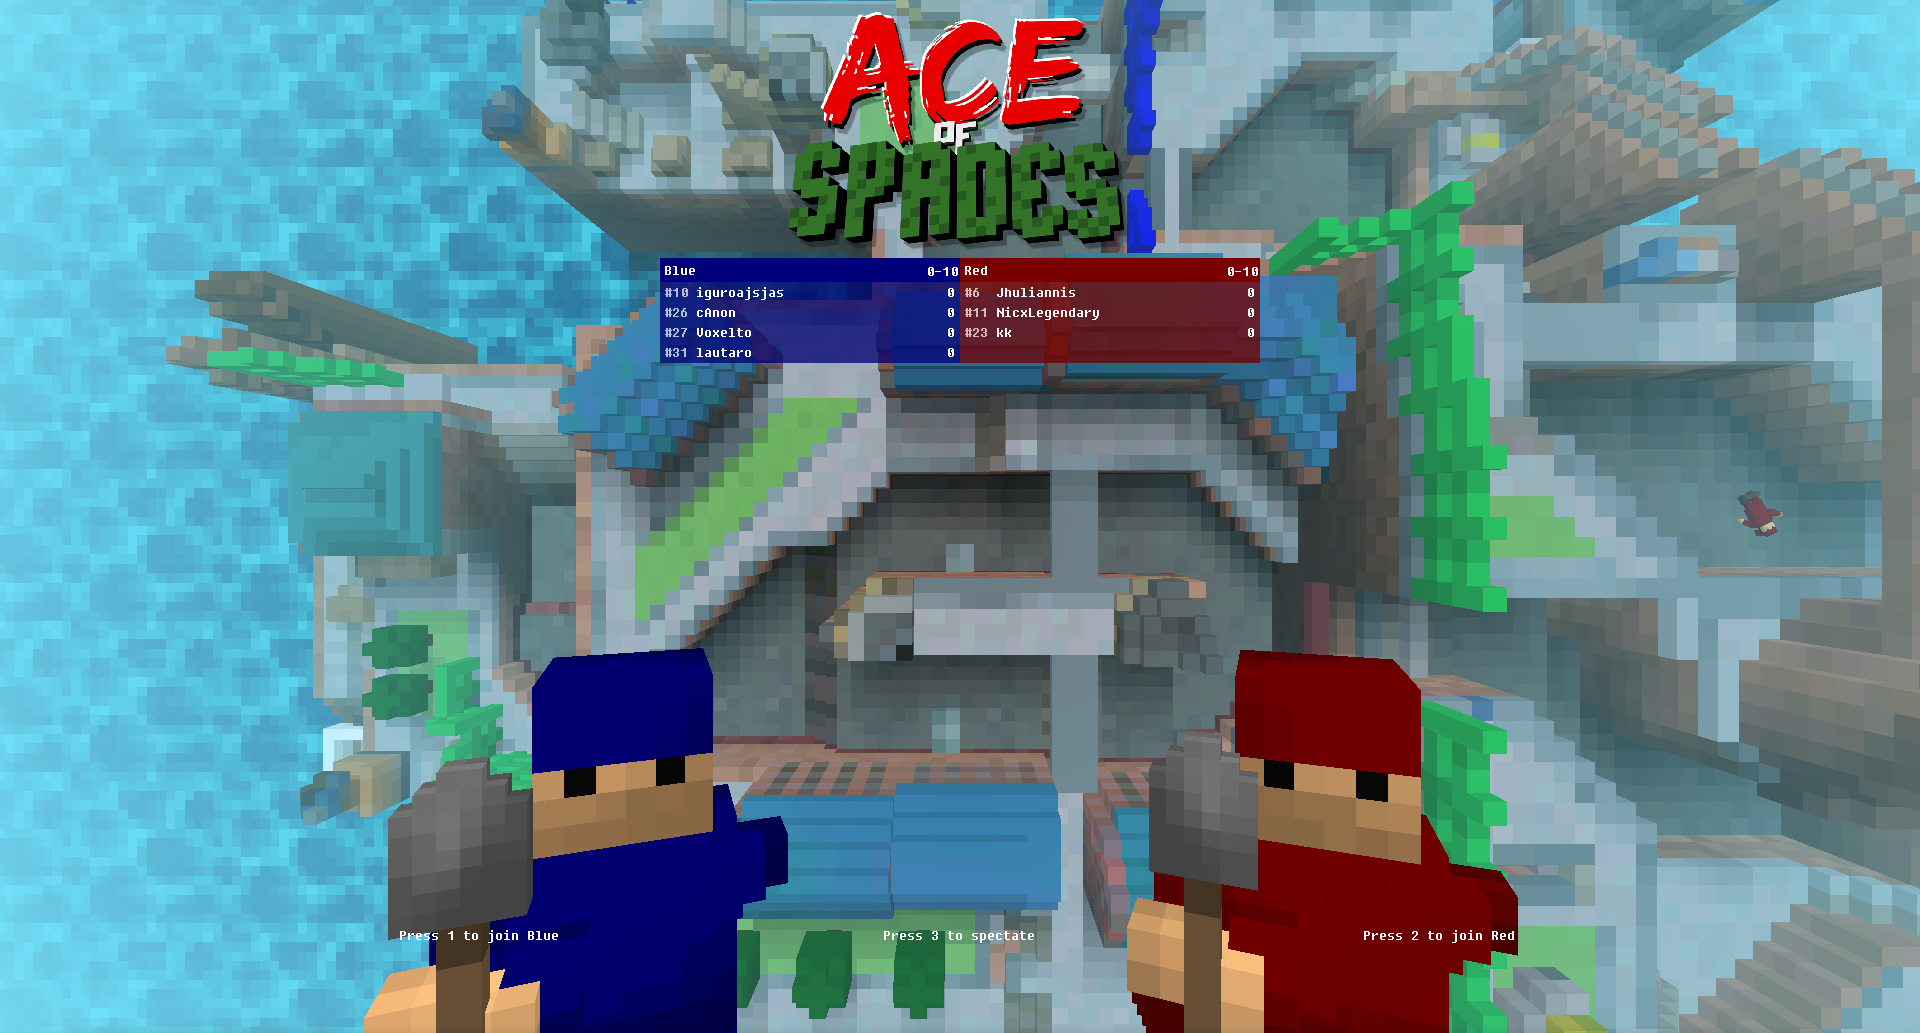 ACE
OF
SPADES
Blue 0-10 Red 0-10
#10 iguroajsjas 0 #6 Jhuliannis 0
#26 cAnon 0 #11 NicxLegendary 0
#27 Voxelto 0 #23 kk 0
#31 lautaro 0
Press 1 to join Blue Press 3 to spectate Press 2 to join Red